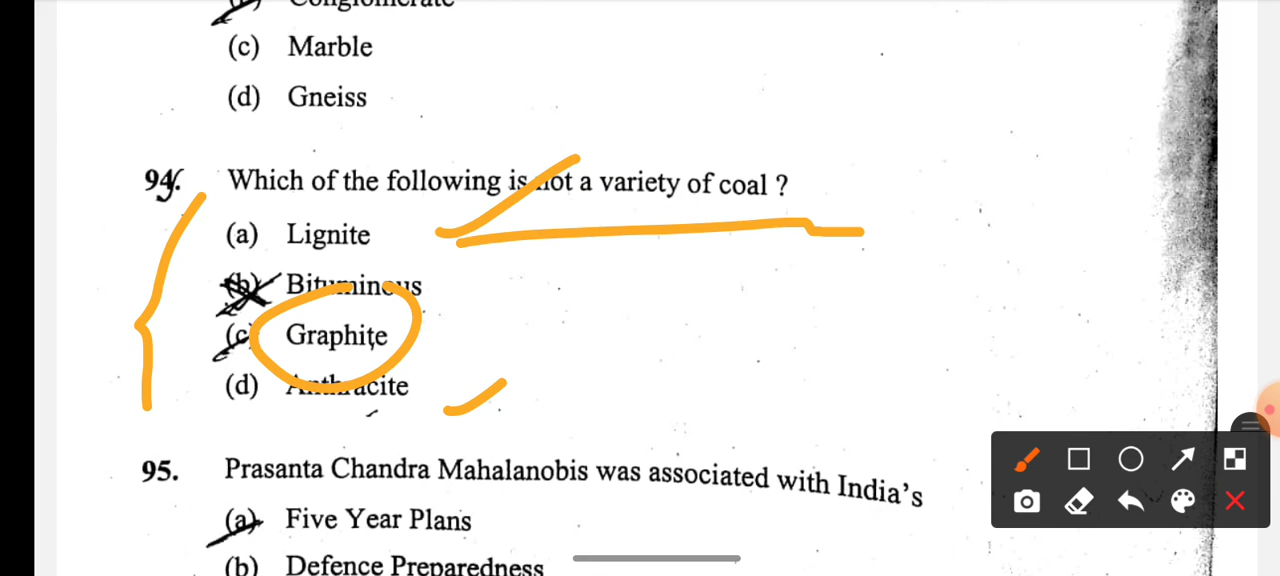 Conglomerate
(c) Marble
(d) Gneiss
94. Which of the following is not a variety of coal ?
(a) Lignite
(b) Bituminous
(c) Graphite
(d) Anthracite
95. Prasanta Chandra Mahalanobis was associated with India's
(a) Five Year Plans
(b) Defence Preparedness